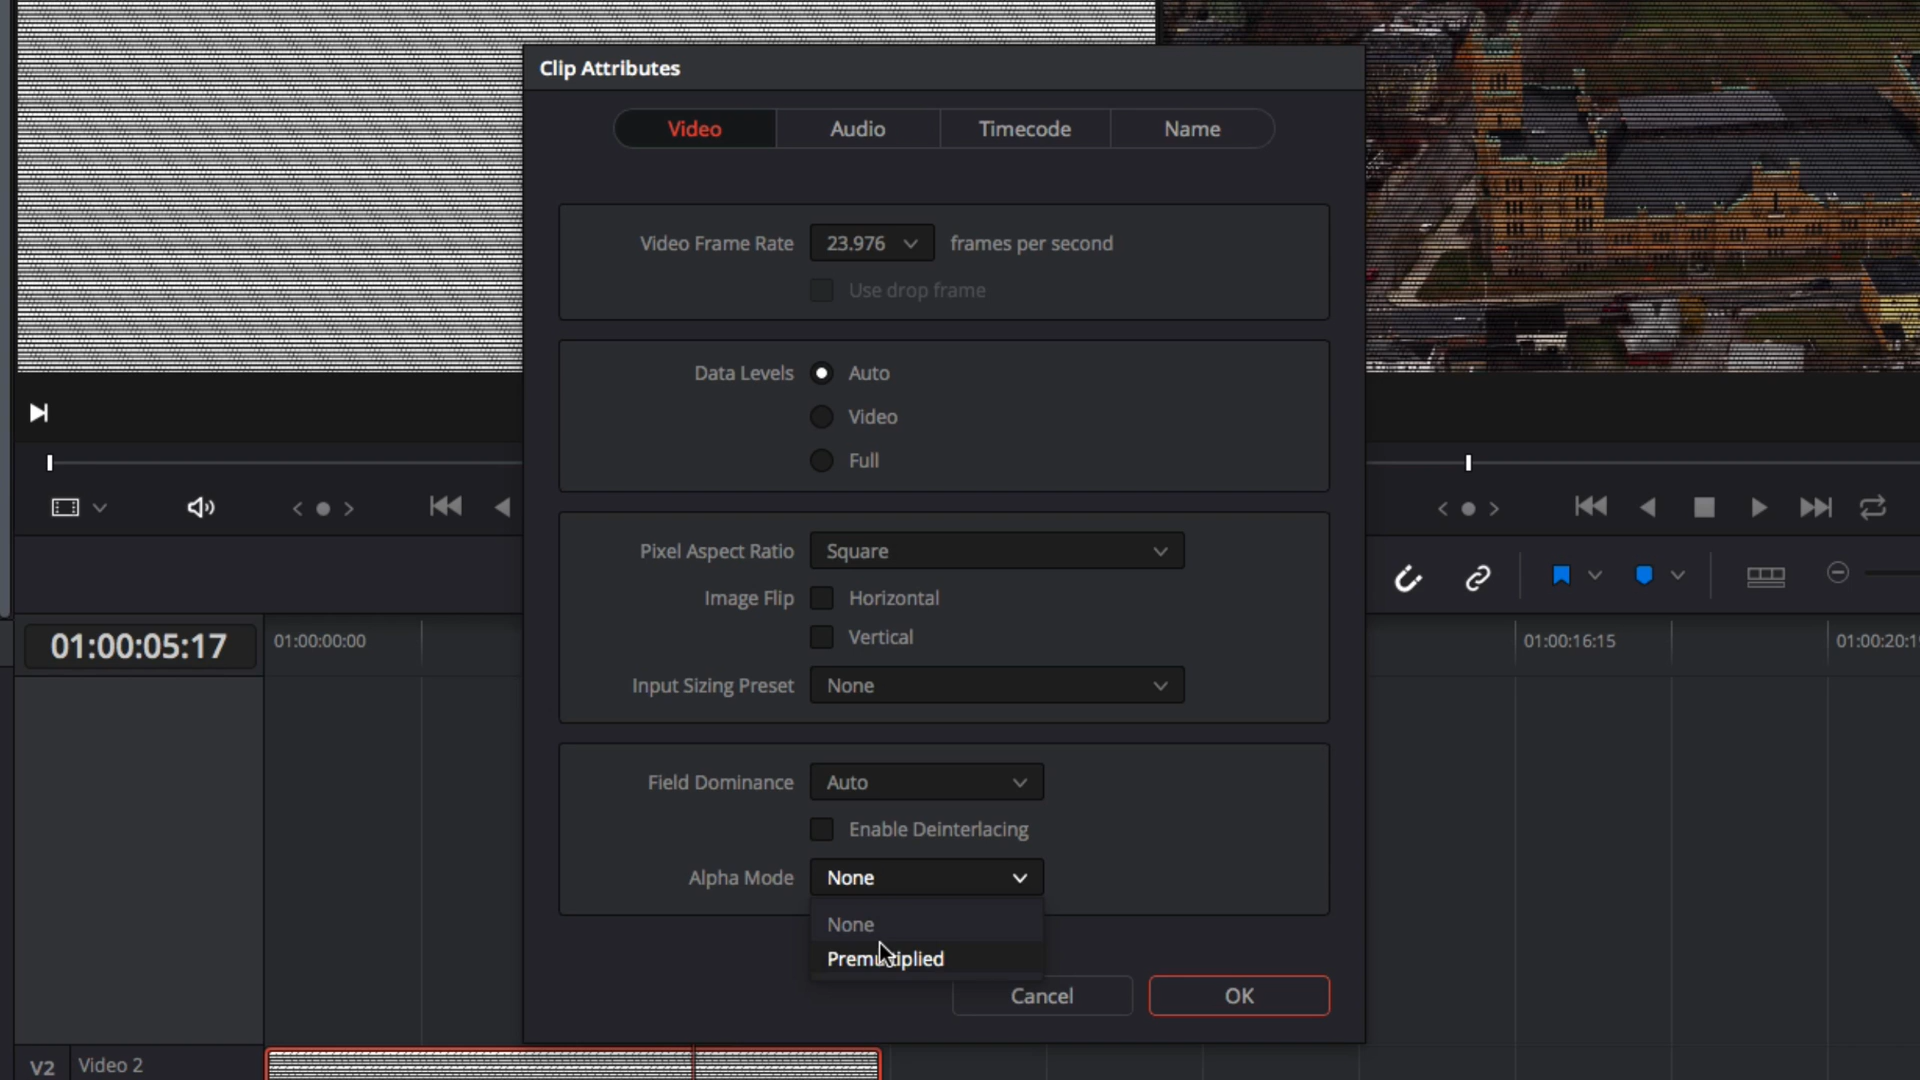 Clip Attributes
Video Audio Timecode Name
Video Frame Rate 23.976 frames per second
Use drop frame
Data Levels Auto
Video
Full
Pixel Aspect Ratio Square
Image Flip Horizontal
Vertical
Input Sizing Preset None
01:00:05:17 01:00:00:00 01:00:16:15
Field Dominance Auto
Enable Deinterlacing
Alpha Mode None
None
Premultiplied
Cancel OK
V2 Video 2